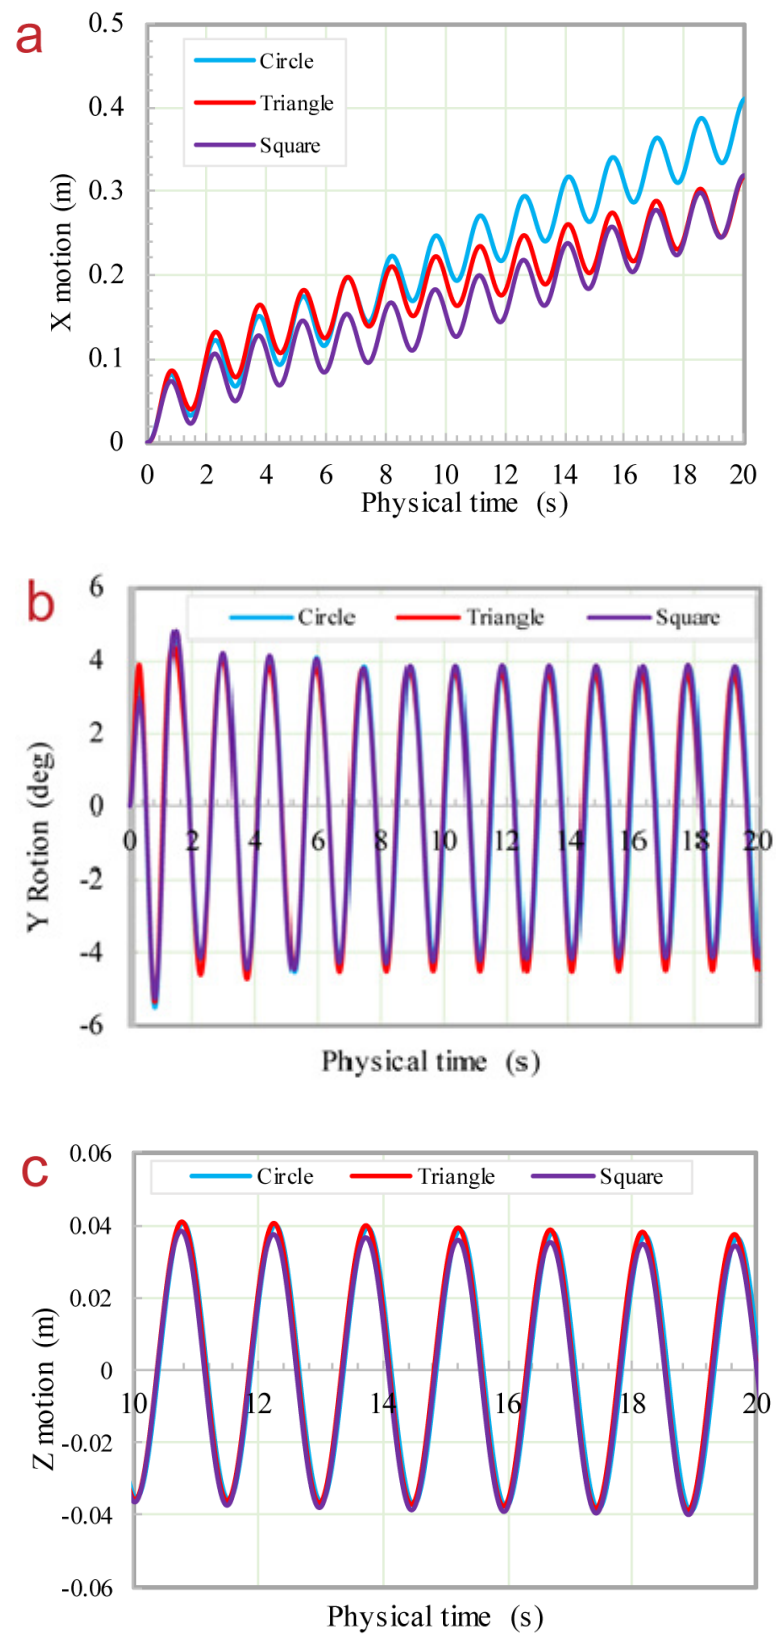 a
0.5
0.4
0.3
0.2
0.1
0
X motion (m)
Circle
Triangle
Square
0 2 4 6 8 10 12 14 16 18 20
Physical time (s)
b
6
4
2
0
-2
-4
-6
Y Rotion (deg)
Circle Triangle Square
0 2 4 6 8 10 12 14 16 18 20
Physical time (s)
c
0.06
0.04
0.02
0
-0.02
-0.04
-0.06
Z motion (m)
Circle Triangle Square
10 12 14 16 18 20
Physical time (s)